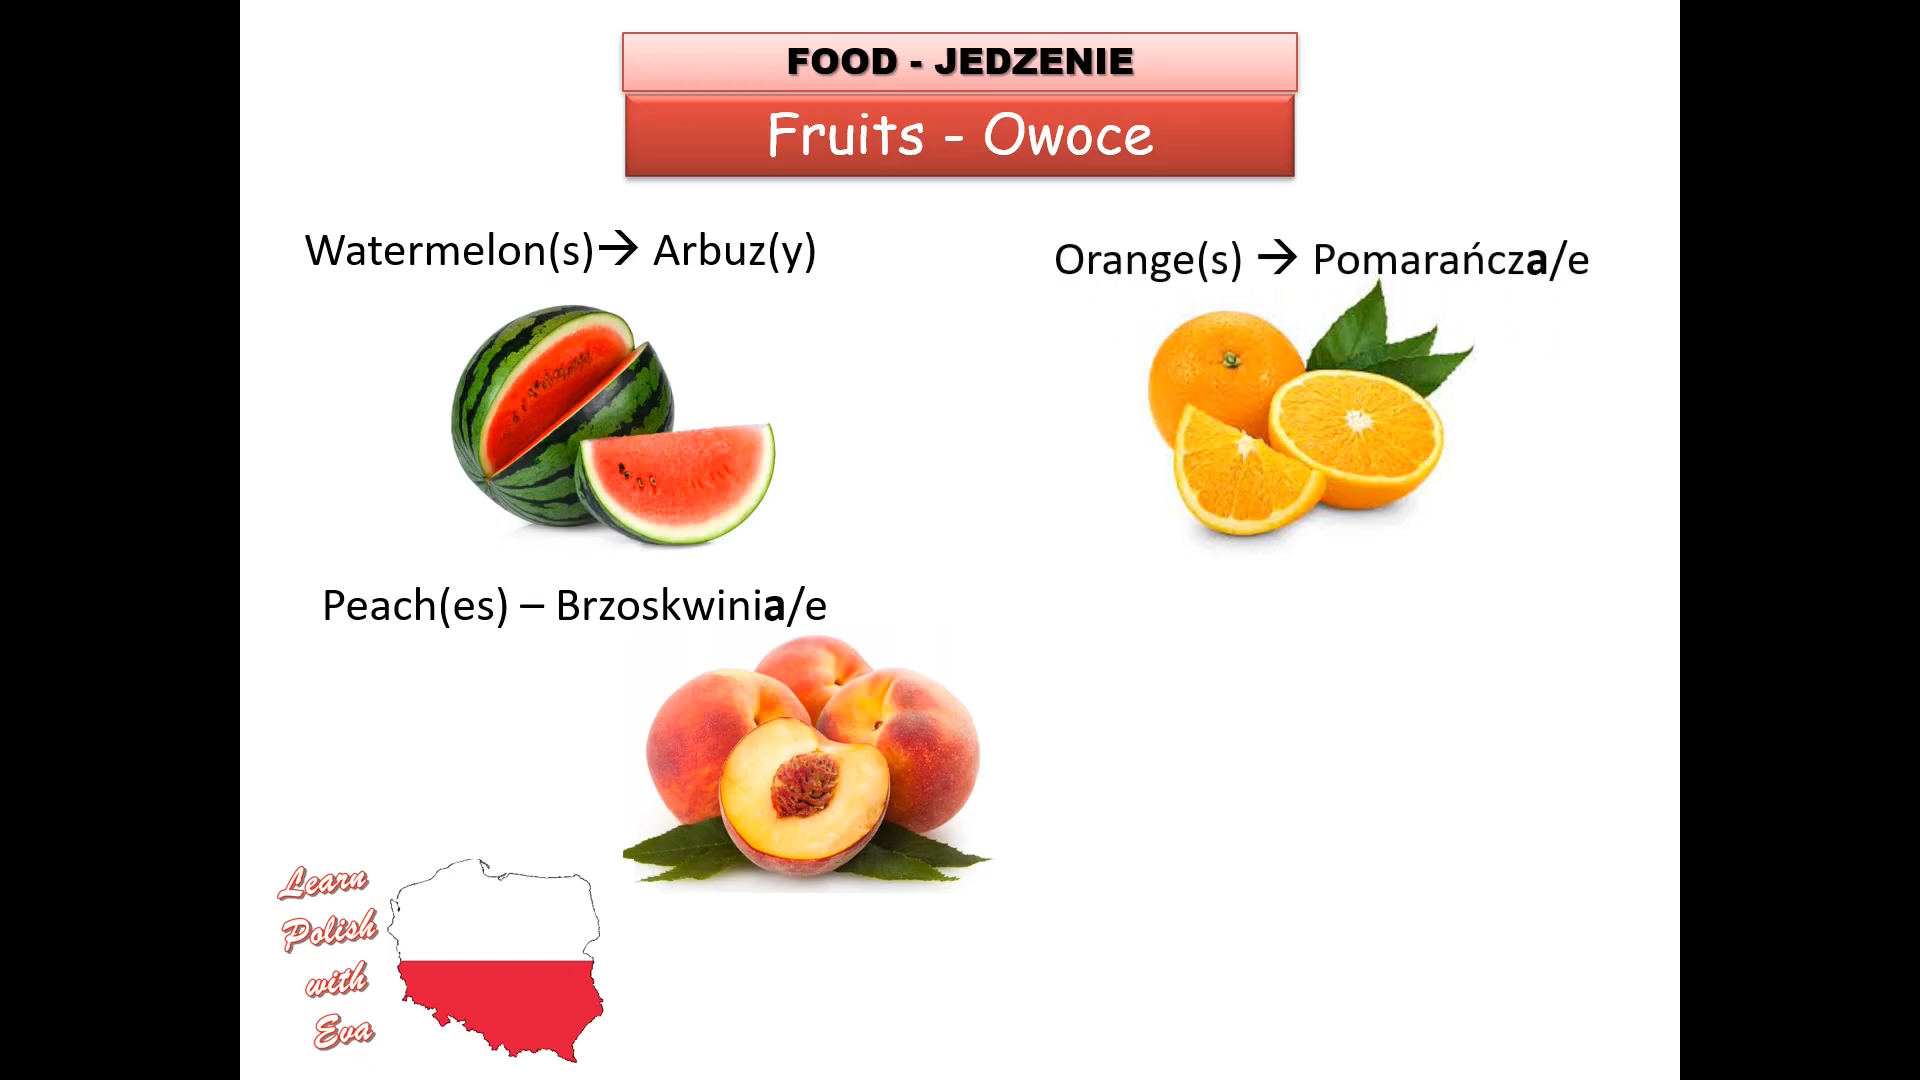 FOOD - JEDZENIE
Fruits - Owoce
Watermelon(s)→ Arbuz(y)
Orange(s) → Pomarańcza/e
Peach(es) – Brzoskwinia/e
Learn
Polish
with
Eva